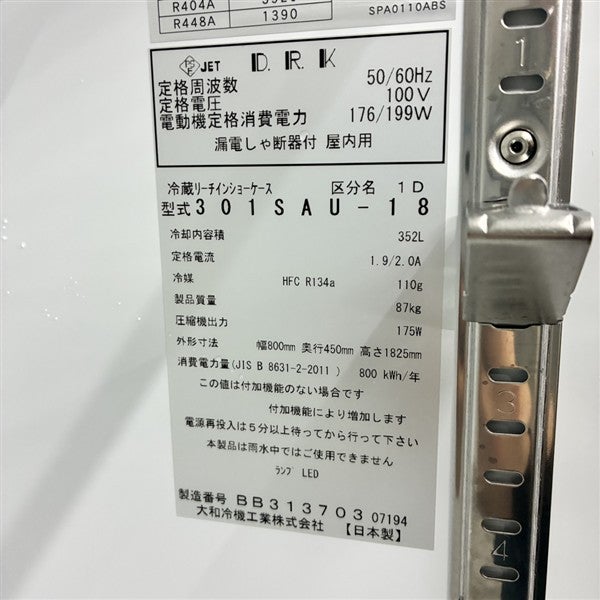 R404A
R448A 1390
SPA0110ABS
PSE JET D.R.K
定格周波数 50/60Hz
定格電圧 100V
電動機定格消費電力 176/199W
漏電しゃ断器付 屋内用
冷蔵リーチインショーケース 区分名 1D
型式 301SAU-18
冷却内容積 352L
定格電流 1.9/2.0A
冷媒 HFC R134a 110g
製品質量 87kg
圧縮機出力 175W
外形寸法 幅800mm 奥行450mm 高さ1825mm
消費電力量(JIS B 8631-2-2011 ) 800 kWh/年
この値は付加機能のない場合です
付加機能により増加します
電源再投入は5分以上待ってから行って下さい
本製品は雨水中ではご使用できません
ランプ LED
製造番号 BB313703 07194
大和冷機工業株式会社 【日本製】
1
3
4